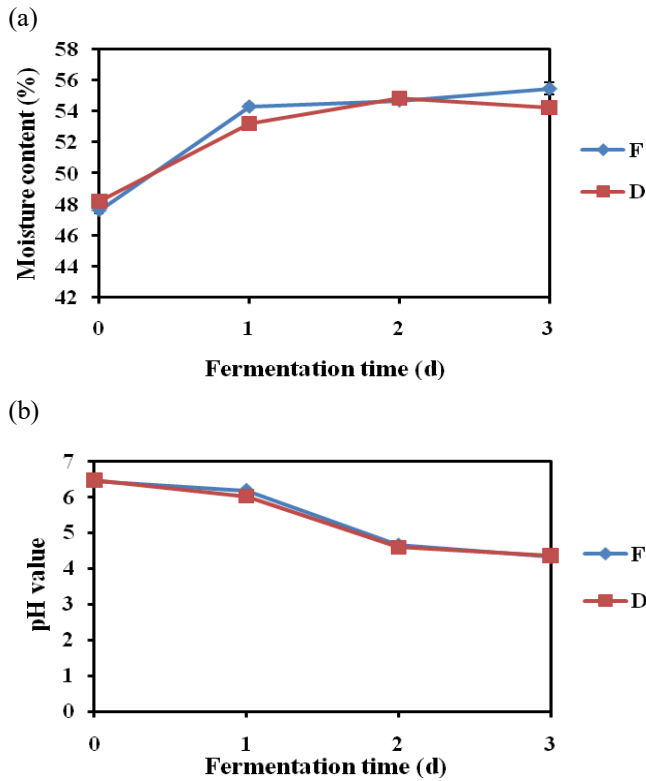 (a)
Moisture content (%)
58
56
54
52
50
48
46
44
42
0 1 2 3
Fermentation time (d)
F
D
(b)
pH value
7
6
5
4
3
2
1
0
0 1 2 3
Fermentation time (d)
F
D